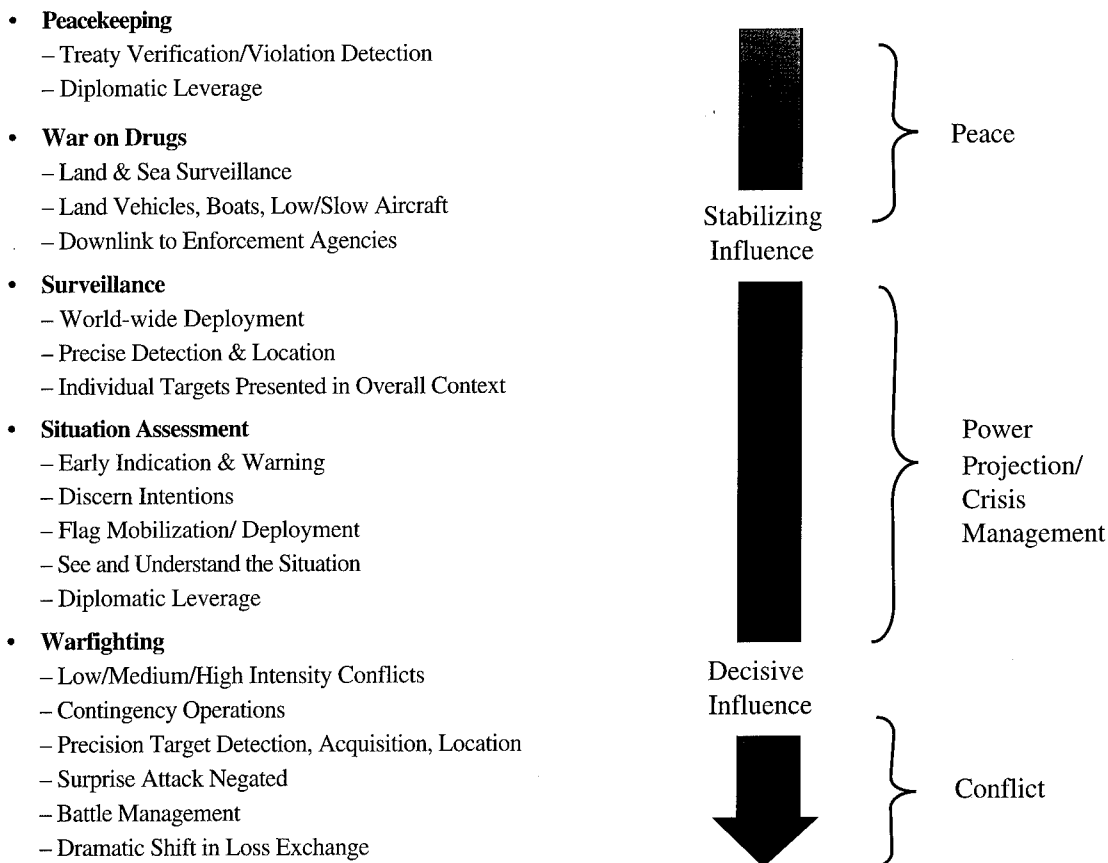 • Peacekeeping
– Treaty Verification/Violation Detection
– Diplomatic Leverage
• War on Drugs
– Land & Sea Surveillance
– Land Vehicles, Boats, Low/Slow Aircraft
– Downlink to Enforcement Agencies
• Surveillance
– World-wide Deployment
– Precise Detection & Location
– Individual Targets Presented in Overall Context
• Situation Assessment
– Early Indication & Warning
– Discern Intentions
– Flag Mobilization/ Deployment
– See and Understand the Situation
– Diplomatic Leverage
• Warfighting
– Low/Medium/High Intensity Conflicts
– Contingency Operations
– Precision Target Detection, Acquisition, Location
– Surprise Attack Negated
– Battle Management
– Dramatic Shift in Loss Exchange
Stabilizing
Influence
Decisive
Influence
Peace
Power
Projection/
Crisis
Management
Conflict